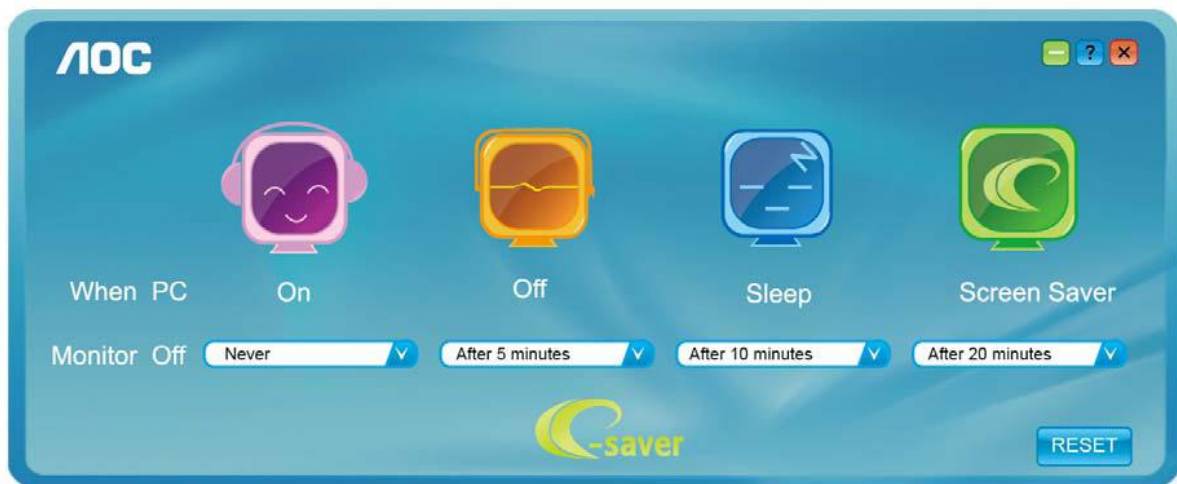 AOC
?
When PC On Off Sleep Screen Saver
Monitor Off Never After 5 minutes After 10 minutes After 20 minutes
e-saver
RESET